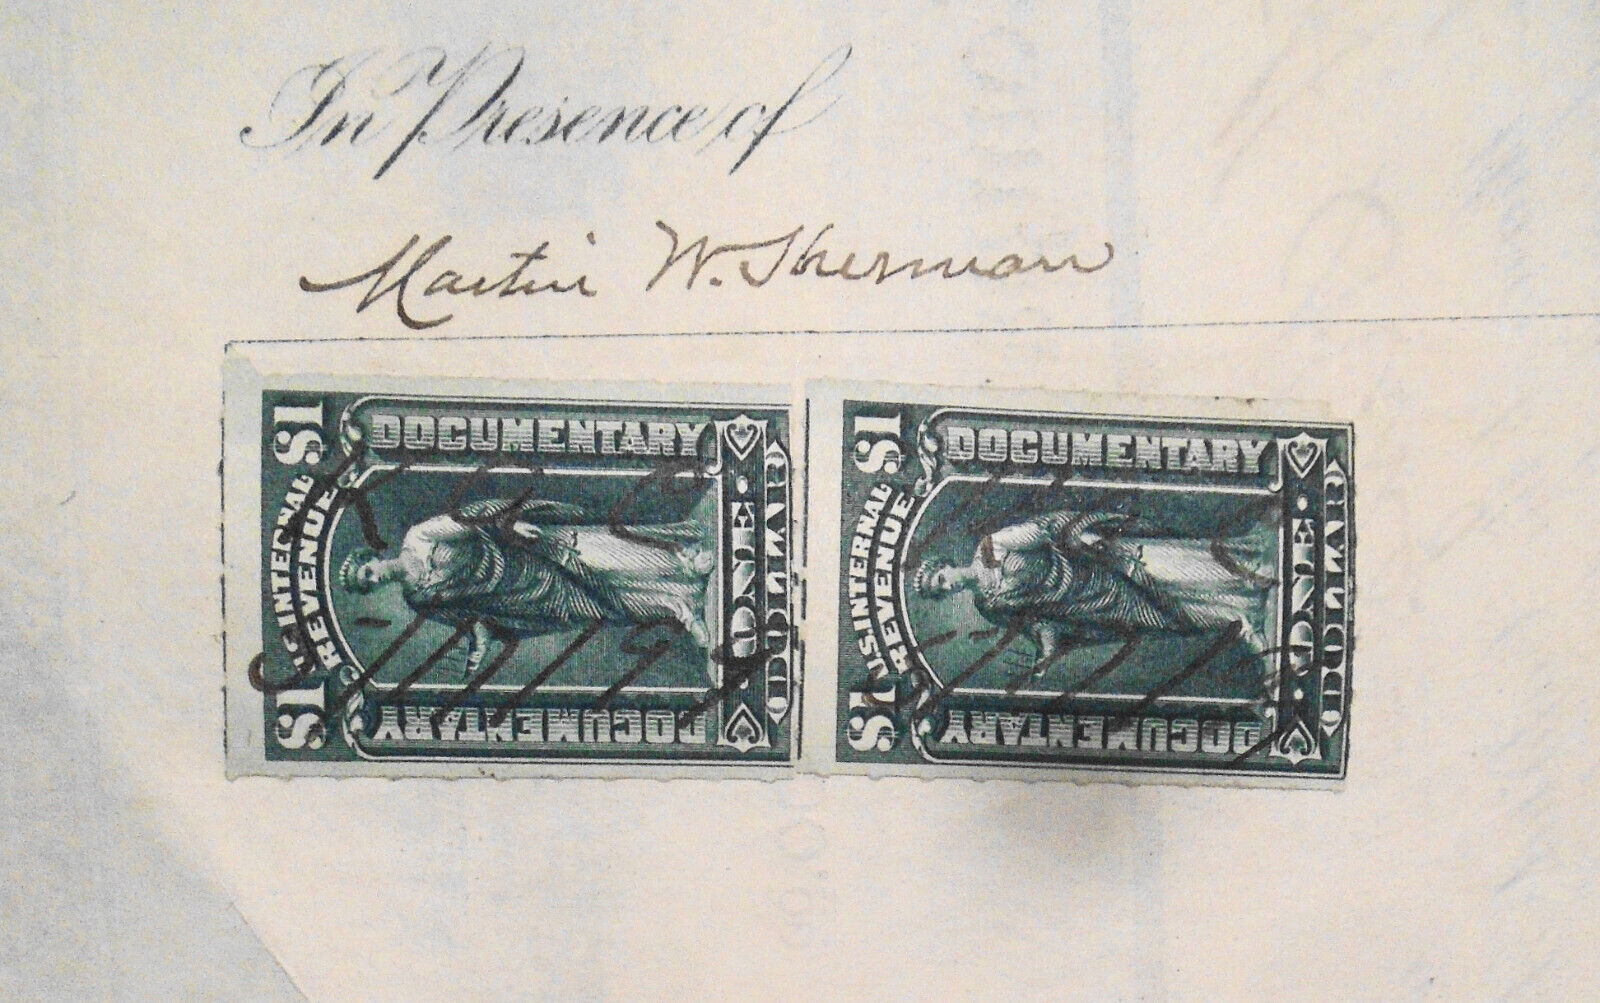 In Presence of
Martin W. Sherman
$1 U.S. INTERNAL REVENUE $1
DOCUMENTARY
DOCUMENTARY
ONE DOLLAR
$1 U.S. INTERNAL REVENUE $1
DOCUMENTARY
DOCUMENTARY
ONE DOLLAR